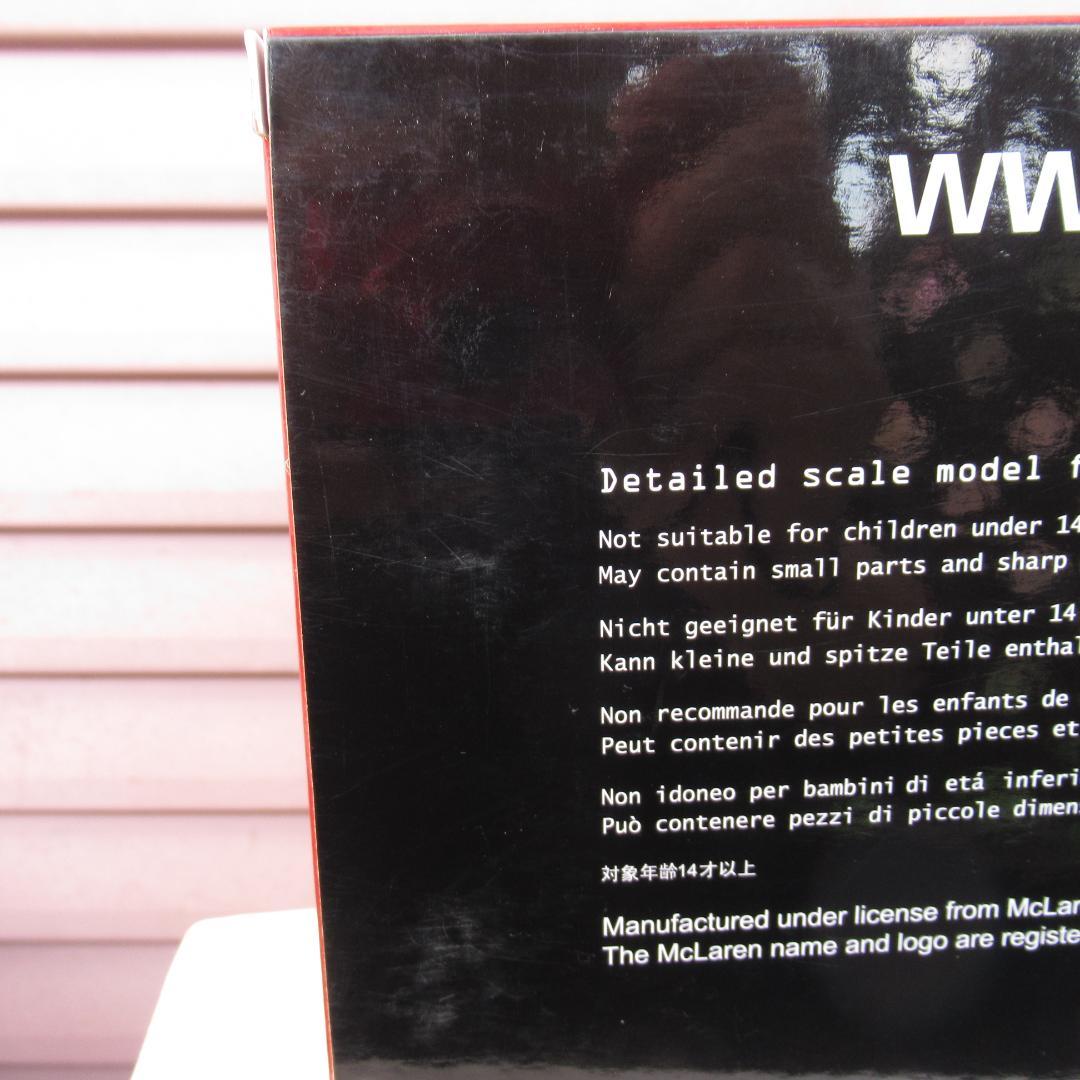 ww
Detailed scale model f
Not suitable for children under 14
May contain small parts and sharp
Nicht geeignet für Kinder unter 14
Kann kleine und spitze Teile enthal
Non recommande pour les enfants de
Peut contenir des petites pieces et
Non idoneo per bambini di etá inferi
Può contenere pezzi di piccole dimen
対象年齢14才以上
Manufactured under license from McLar
The McLaren name and logo are registe